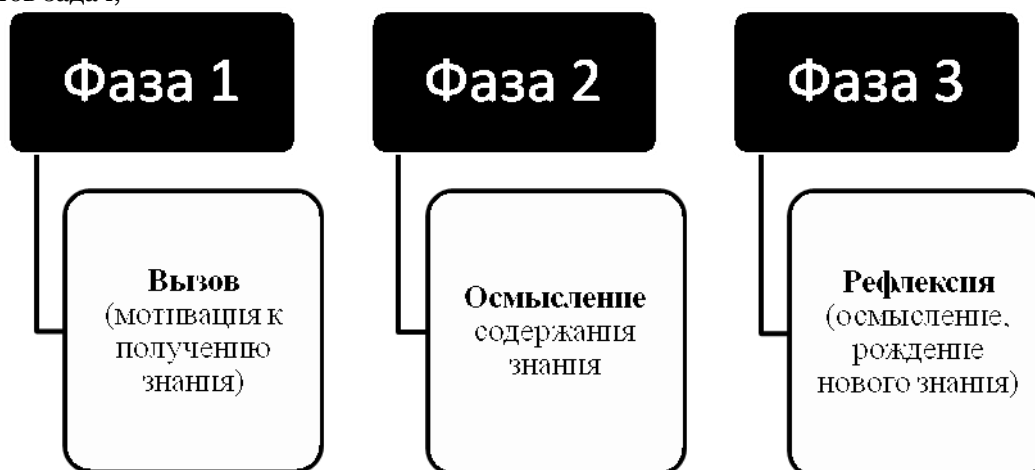 Фаза 1
Вызов
(мотивация к
получению
знания)
Фаза 2
Осмысление
содержания
знания
Фаза 3
Рефлексия
(осмысление,
рождение
нового знания)